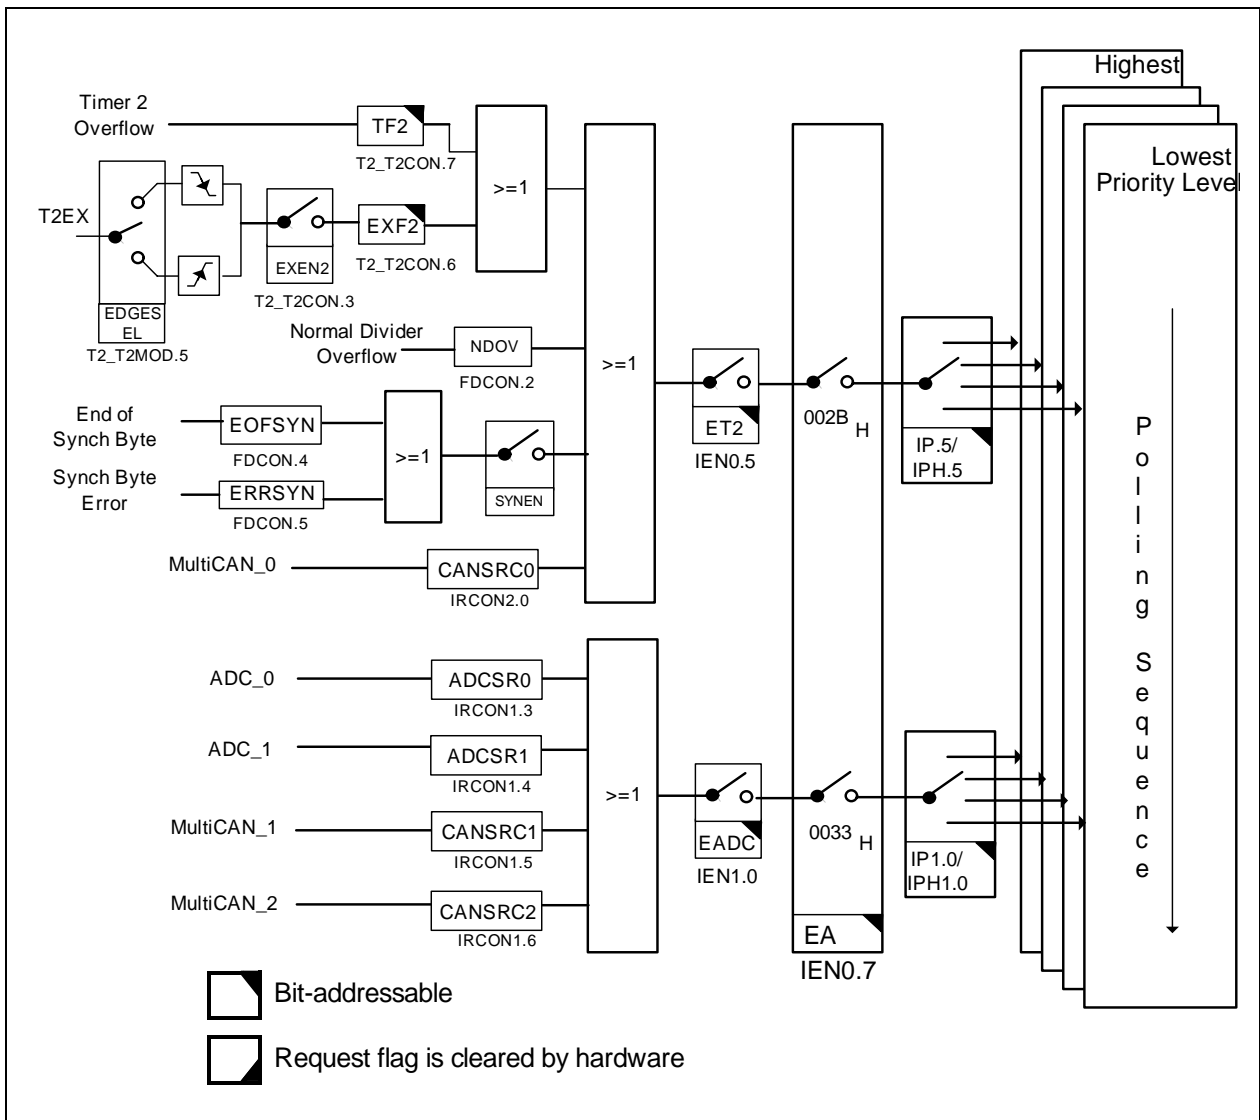 Highest
Lowest
Priority Level
Timer 2
Overflow
TF2
T2_T2CON.7
>=1
T2EX
EDGES
EL
T2_T2MOD.5
EXEN2
T2_T2CON.3
EXF2
T2_T2CON.6
Normal Divider
Overflow
NDOV
FDCON.2
>=1
End of
Synch Byte
EOFSYN
FDCON.4
Synch Byte
Error
ERRSYN
FDCON.5
>=1
SYNEN
MultiCAN_0
CANSRC0
IRCON2.0
ET2
IEN0.5
002B H
IP.5/
IPH.5
ADC_0
ADCSR0
IRCON1.3
ADC_1
ADCSR1
IRCON1.4
MultiCAN_1
CANSRC1
IRCON1.5
MultiCAN_2
CANSRC2
IRCON1.6
>=1
EADC
IEN1.0
0033 H
EA
IEN0.7
IP1.0/
IPH1.0
Polling Sequence
Bit-addressable
Request flag is cleared by hardware